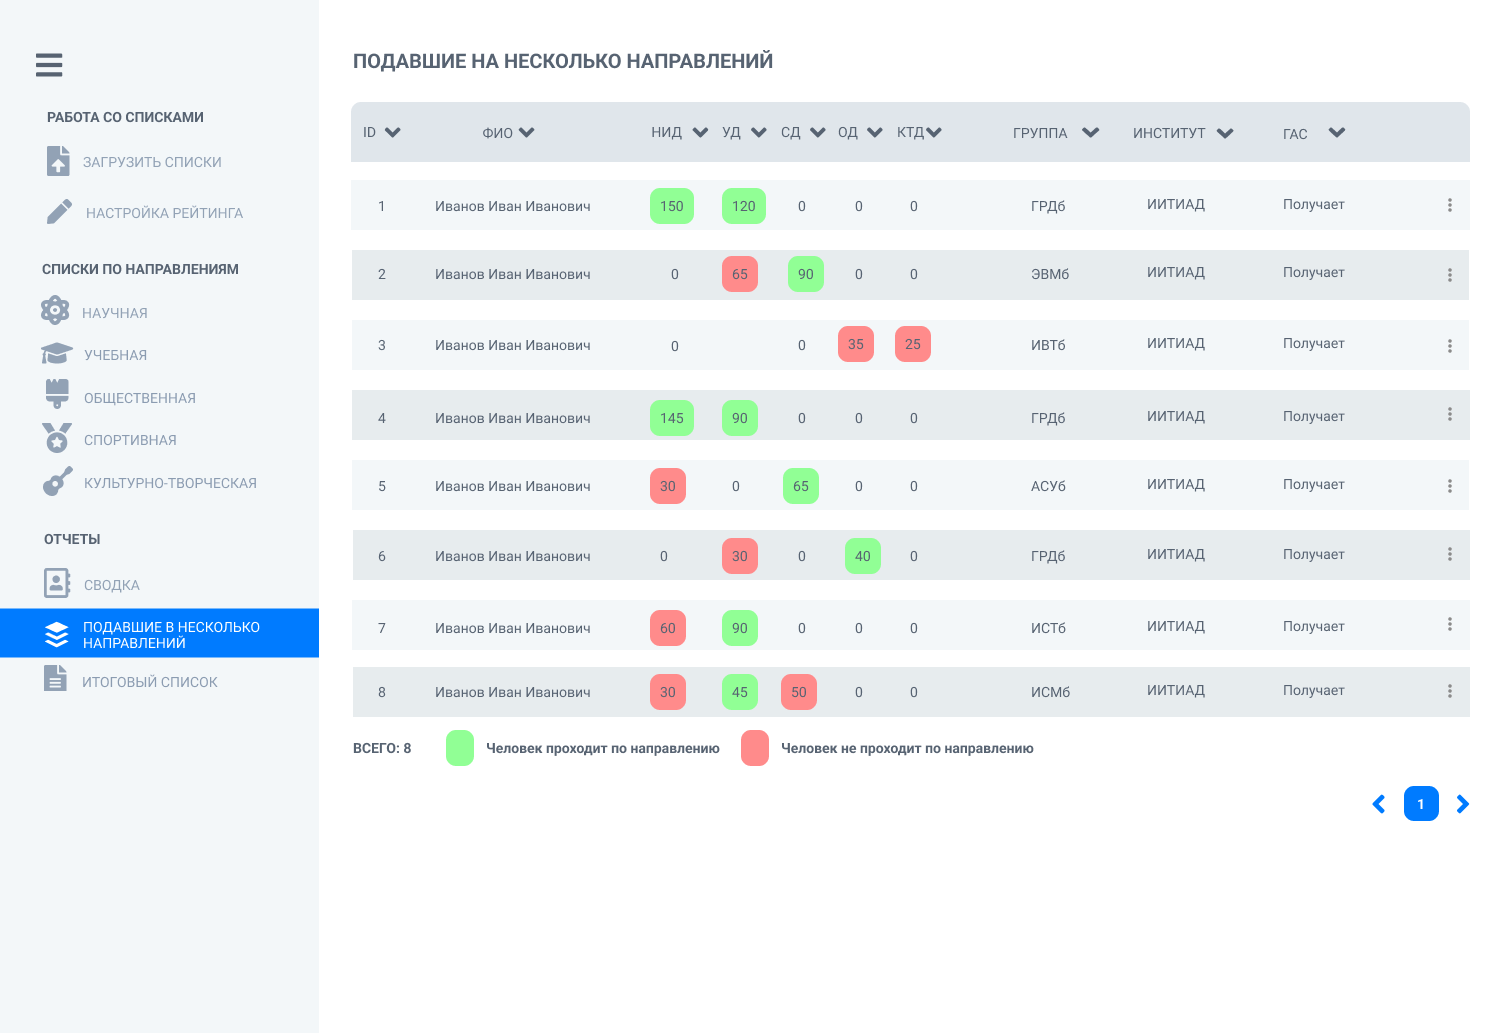 РАБОТА СО СПИСКАМИ
ЗАГРУЗИТЬ СПИСКИ
НАСТРОЙКА РЕЙТИНГА
СПИСКИ ПО НАПРАВЛЕНИЯМ
НАУЧНАЯ
УЧЕБНАЯ
ОБЩЕСТВЕННАЯ
СПОРТИВНАЯ
КУЛЬТУРНО-ТВОРЧЕСКАЯ
ОТЧЕТЫ
СВОДКА
ПОДАВШИЕ В НЕСКОЛЬКО
НАПРАВЛЕНИЙ
ИТОГОВЫЙ СПИСОК
ПОДАВШИЕ НА НЕСКОЛЬКО НАПРАВЛЕНИЙ
ID ФИО НИД УД СД ОД КТД ГРУППА ИНСТИТУТ ГАС
1 Иванов Иван Иванович 150 120 0 0 0 ГРДб ИИТИАД Получает
2 Иванов Иван Иванович 0 65 90 0 0 ЭВМб ИИТИАД Получает
3 Иванов Иван Иванович 0 0 35 25 ИВТб ИИТИАД Получает
4 Иванов Иван Иванович 145 90 0 0 0 ГРДб ИИТИАД Получает
5 Иванов Иван Иванович 30 0 65 0 0 АСУб ИИТИАД Получает
6 Иванов Иван Иванович 0 30 0 40 0 ГРДб ИИТИАД Получает
7 Иванов Иван Иванович 60 90 0 0 0 ИСТб ИИТИАД Получает
8 Иванов Иван Иванович 30 45 50 0 0 ИСМб ИИТИАД Получает
ВСЕГО: 8 Человек проходит по направлению Человек не проходит по направлению
1